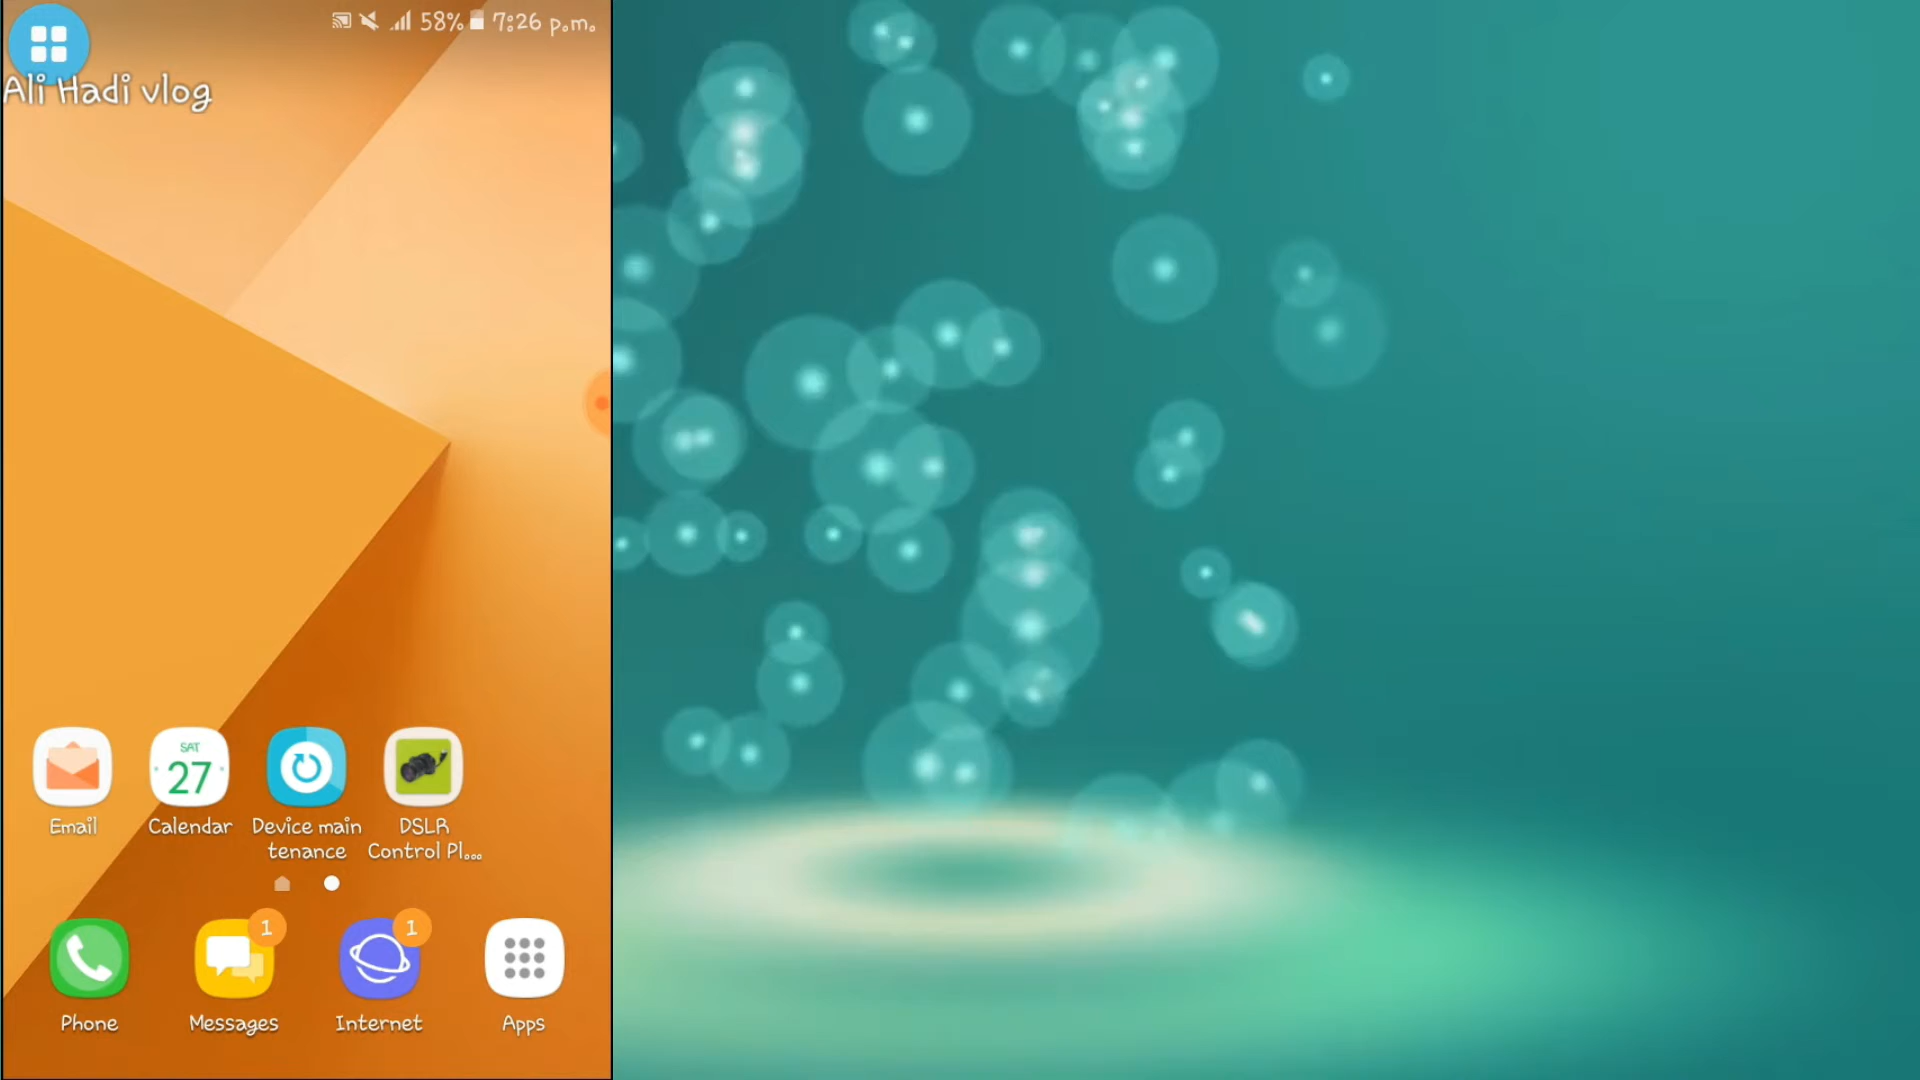 58% 7:26 p.m.
Ali Hadi vlog
SAT
27
Email Calendar Device main DSLR
tenance Control Pl...
1 1
Phone Messages Internet Apps